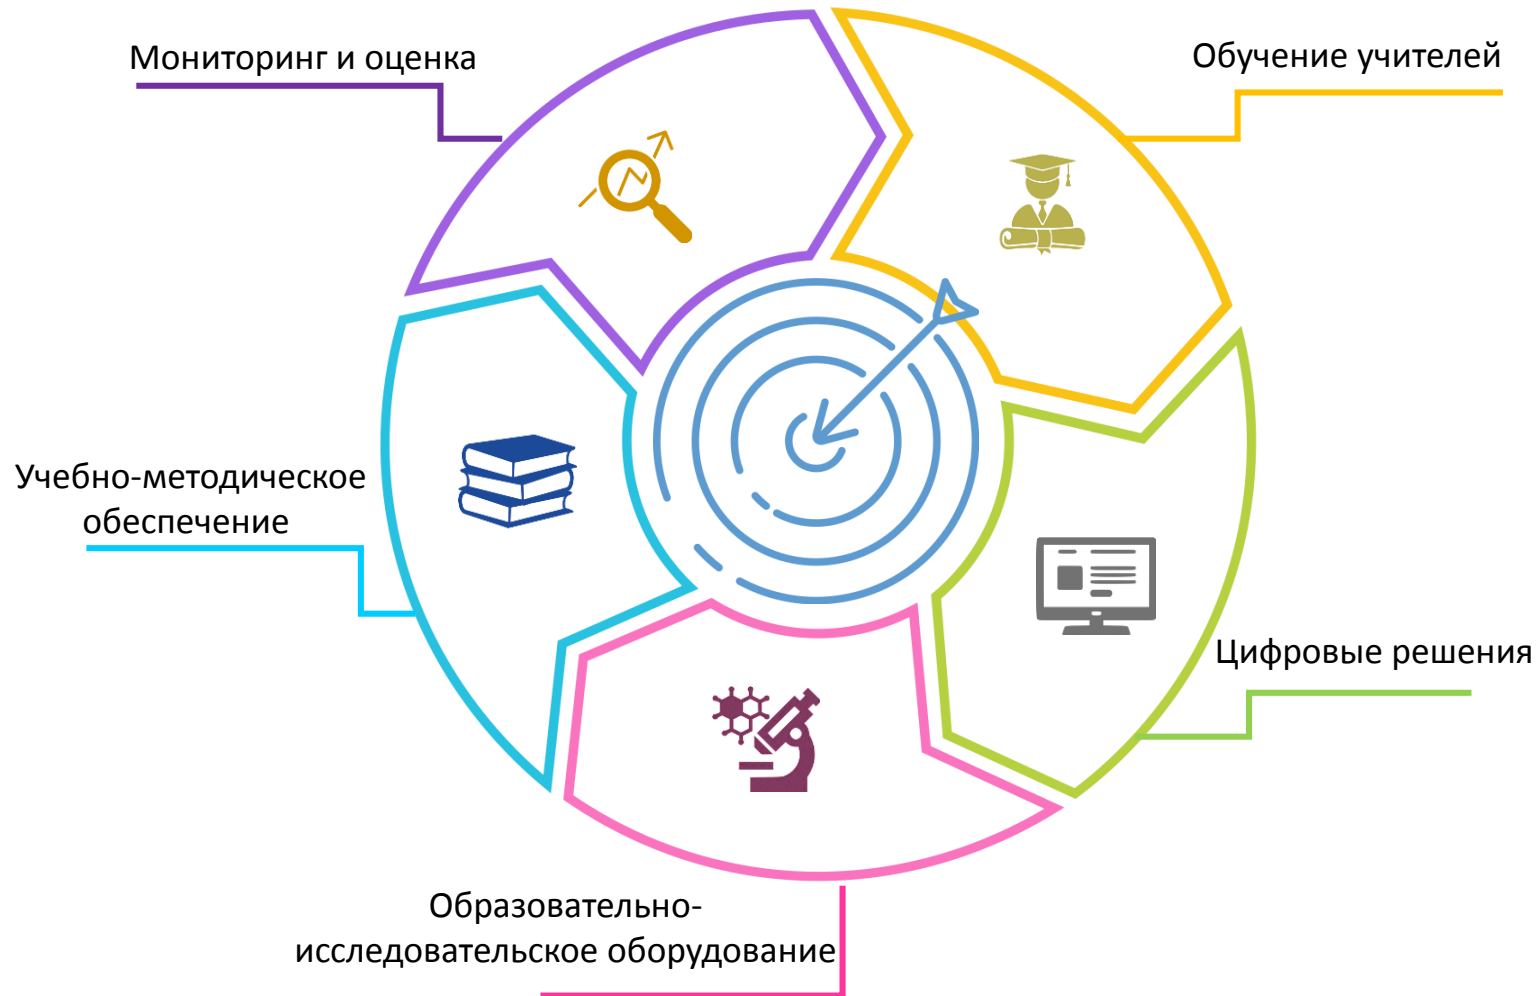 Мониторинг и оценка
Обучение учителей
Учебно-методическое
обеспечение
Цифровые решения
Образовательно-
исследовательское оборудование